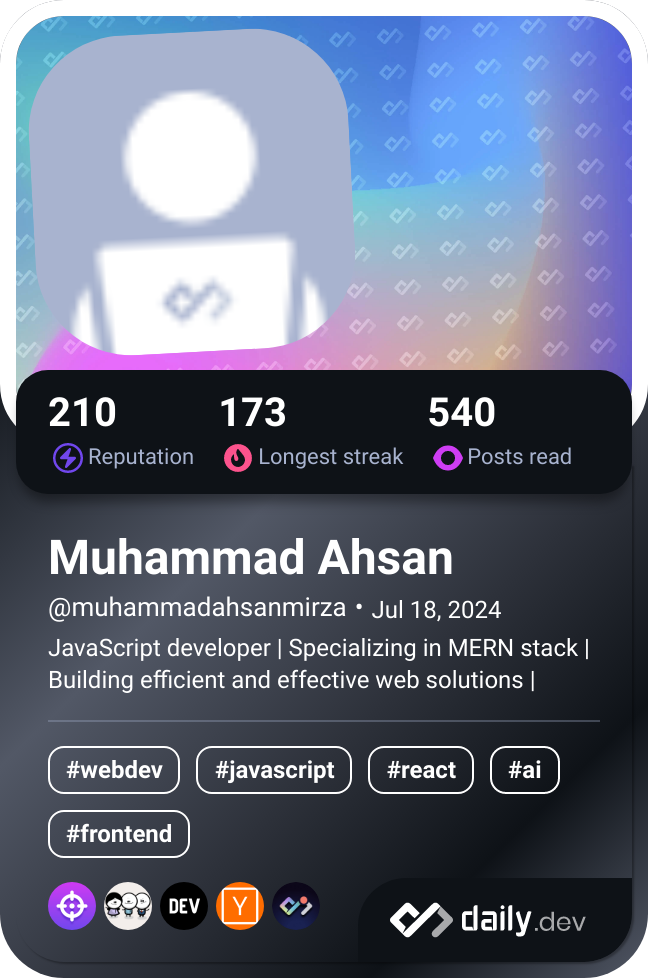 210 173 540
Reputation Longest streak Posts read
Muhammad Ahsan
@muhammadahsanmirza • Jul 18, 2024
JavaScript developer | Specializing in MERN stack |
Building efficient and effective web solutions |
#webdev #javascript #react #ai
#frontend
DEV Y daily.dev